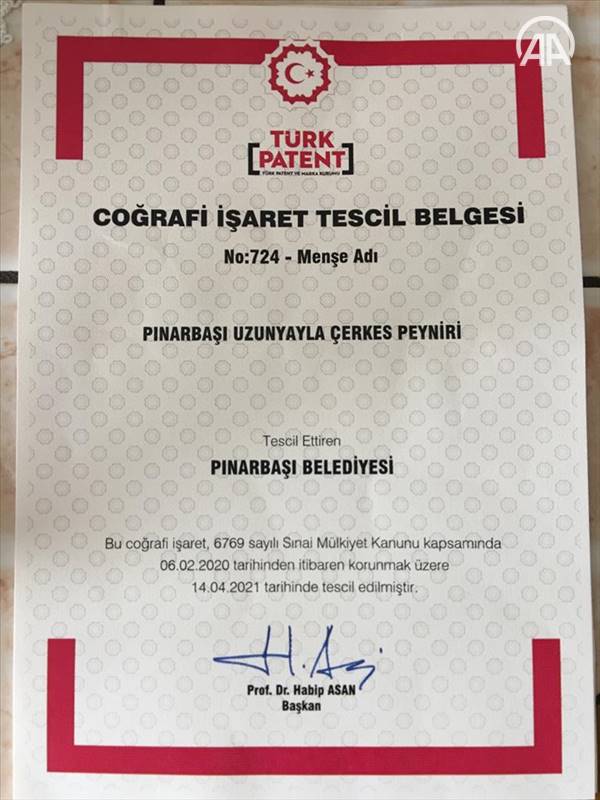 AA
TÜRK
PATENT
TÜRK PATENT VE MARKA KURUMU
COĞRAFİ İŞARET TESCİL BELGESİ
No:724 - Menşe Adı
PINARBAŞI UZUNYAYLA ÇERKES PEYNİRİ
Tescil Ettiren
PINARBAŞI BELEDİYESİ
Bu coğrafi işaret, 6769 sayılı Sınai Mülkiyet Kanunu kapsamında
06.02.2020 tarihinden itibaren korunmak üzere
14.04.2021 tarihinde tescil edilmiştir.
H. Asan
Prof. Dr. Habip ASAN
Başkan